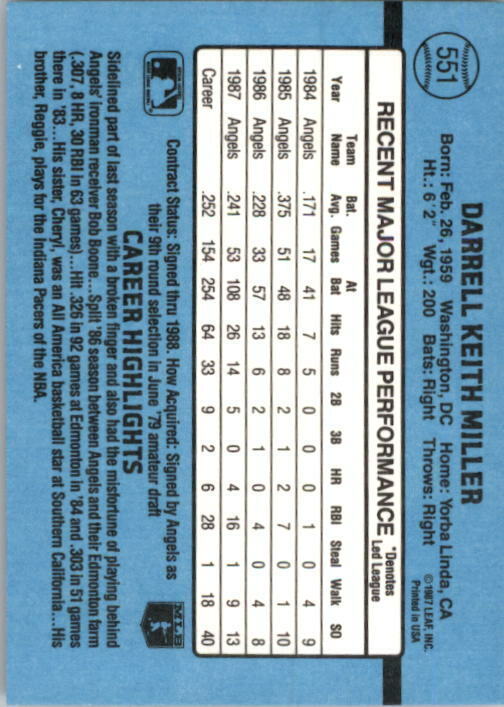 551
DARRELL KEITH MILLER
Born: Feb. 26, 1959 Washington, DC Home: Yorba Linda, CA
Ht.: 6'2" Wgt.: 200 Bats: Right Throws: Right
©1987 LEAF, INC.
Printed in USA
RECENT MAJOR LEAGUE PERFORMANCE *Denotes Led League
Year Team Name Bat. Avg. Games At Bat Hits Runs 2B 3B HR RBI Steal Walk SO
1984 Angels .171 17 41 7 5 0 0 0 1 0 4 9
1985 Angels .375 51 48 18 8 2 1 2 7 0 1 10
1986 Angels .228 33 57 13 6 2 1 0 4 0 4 8
1987 Angels .241 53 108 26 14 5 0 4 16 1 9 13
Career .252 154 254 64 33 9 2 6 28 1 18 40
Contract Status: Signed thru 1988. How Acquired: Signed by Angels as
their 9th round selection in June '79 amateur draft
MLB
CAREER HIGHLIGHTS
Sidelined part of last season with a broken finger and also had the misfortune of playing behind
Angels' ironman receiver Bob Boone....Split '86 season between Angels and their Edmonton farm
(.307, 8 HR, 30 RBI in 63 games)...Hit .326 in 92 games at Edmonton in '84 and .303 in 51 games
there in '83....His sister, Cheryl, was an All America basketball star at Southern California....His
brother, Reggie, plays for the Indiana Pacers of the NBA.